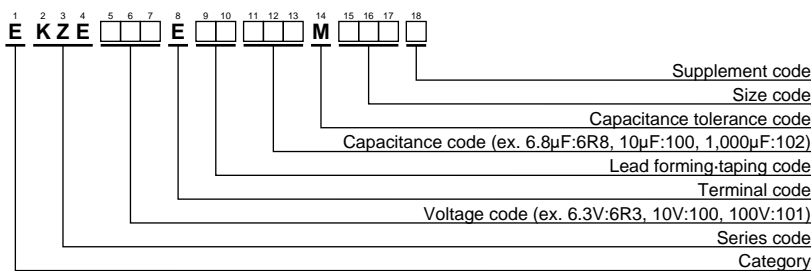 1 2 3 4 5 6 7 8 9 10 11 12 13 14 15 16 17 18
E K Z E E M
Supplement code
Size code
Capacitance tolerance code
Capacitance code (ex. 6.8μF:6R8, 10μF:100, 1,000μF:102)
Lead forming·taping code
Terminal code
Voltage code (ex. 6.3V:6R3, 10V:100, 100V:101)
Series code
Category